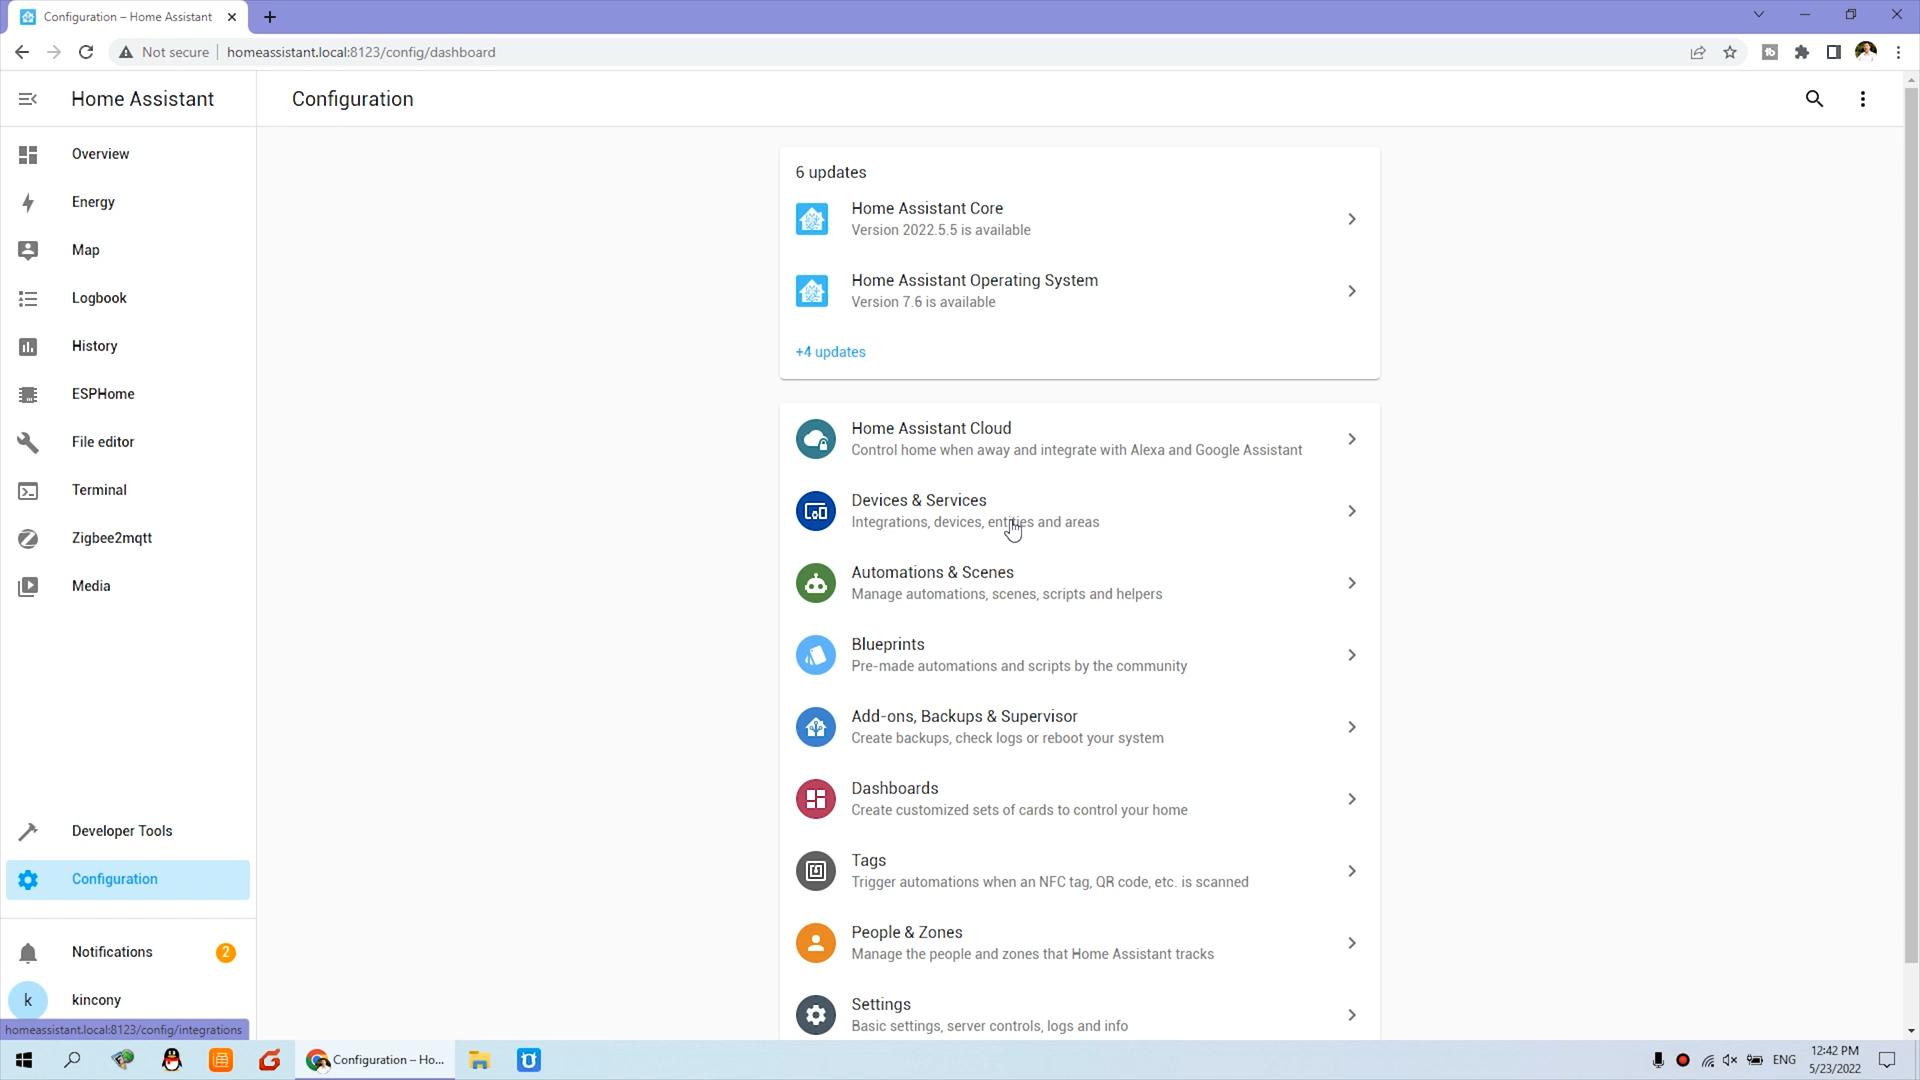 Configuration – Home Assistant
Not secure
homeassistant.local:8123/config/dashboard
Home Assistant
Configuration
Overview
Energy
Map
Logbook
History
ESPHome
File editor
Terminal
Zigbee2mqtt
Media
Developer Tools
Configuration
Notifications
2
k
kincony
homeassistant.local:8123/config/integrations
6 updates
Home Assistant Core
Version 2022.5.5 is available
Home Assistant Operating System
Version 7.6 is available
+4 updates
Home Assistant Cloud
Control home when away and integrate with Alexa and Google Assistant
Devices & Services
Integrations, devices, entities and areas
Automations & Scenes
Manage automations, scenes, scripts and helpers
Blueprints
Pre-made automations and scripts by the community
Add-ons, Backups & Supervisor
Create backups, check logs or reboot your system
Dashboards
Create customized sets of cards to control your home
Tags
Trigger automations when an NFC tag, QR code, etc. is scanned
People & Zones
Manage the people and zones that Home Assistant tracks
Settings
Basic settings, server controls, logs and info
Configuration – Ho...
ENG
12:42 PM
5/23/2022